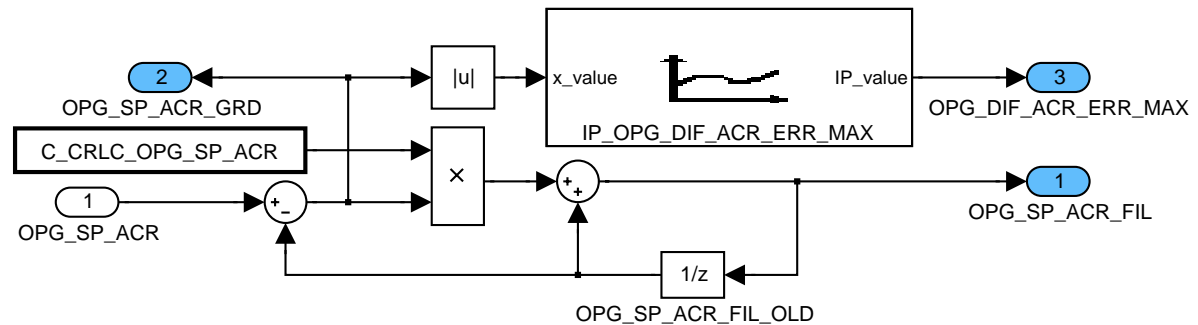 |u|
x_value
IP_value
2
3
OPG_SP_ACR_GRD
OPG_DIF_ACR_ERR_MAX
IP_OPG_DIF_ACR_ERR_MAX
C_CRLC_OPG_SP_ACR
×
+
+
1
1
+
−
OPG_SP_ACR
OPG_SP_ACR_FIL
1/z
OPG_SP_ACR_FIL_OLD